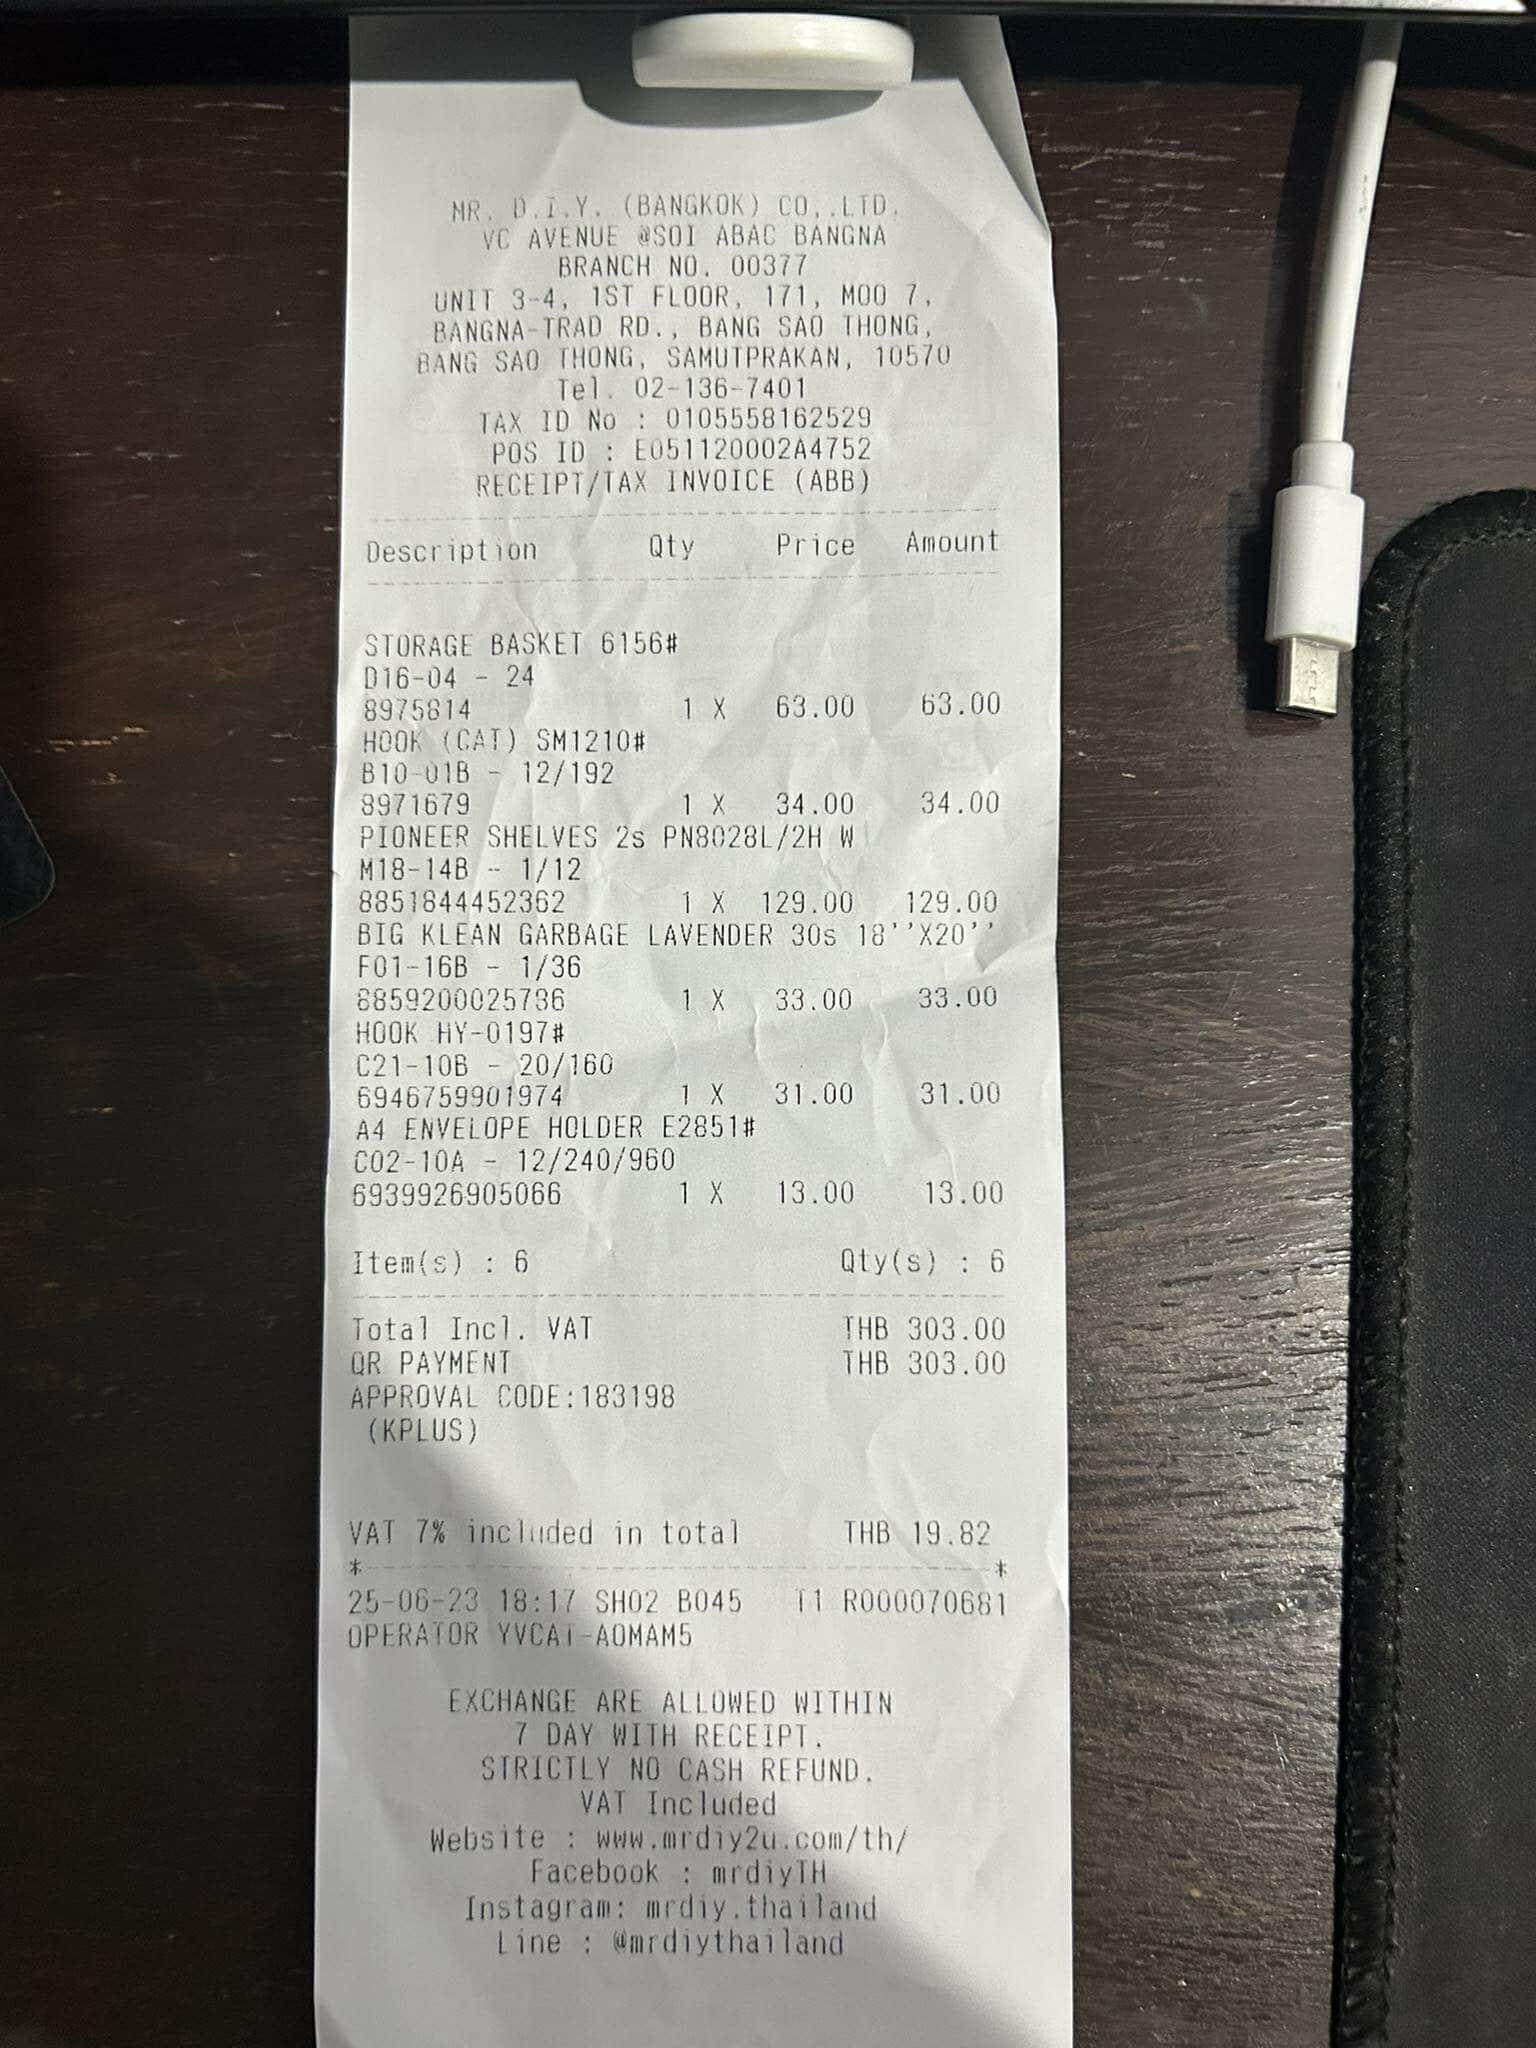 MR. D.I.Y. (BANGKOK) CO,.LTD.
VC AVENUE @SOI ABAC BANGNA
BRANCH NO. 00377
UNIT 3-4, 1ST FLOOR, 171, MOO 7,
BANGNA-TRAD RD., BANG SAO THONG,
BANG SAO THONG, SAMUTPRAKAN, 10570
Tel. 02-136-7401
TAX ID No : 0105558162529
POS ID : E051120002A4752
RECEIPT/TAX INVOICE (ABB)
Description Qty Price Amount
STORAGE BASKET 6156#
D16-04 - 24
8975814 1 X 63.00 63.00
HOOK (CAT) SM1210#
B10-01B - 12/192
8971679 1 X 34.00 34.00
PIONEER SHELVES 2s PN8028L/2H W
M18-14B - 1/12
8851844452362 1 X 129.00 129.00
BIG KLEAN GARBAGE LAVENDER 30s 18''X20''
F01-16B - 1/36
8859200025736 1 X 33.00 33.00
HOOK HY-0197#
C21-10B - 20/160
6946759901974 1 X 31.00 31.00
A4 ENVELOPE HOLDER E2851#
C02-10A - 12/240/960
6939926905066 1 X 13.00 13.00
Item(s) : 6 Qty(s) : 6
Total Incl. VAT THB 303.00
QR PAYMENT THB 303.00
APPROVAL CODE:183198
(KPLUS)
VAT 7% included in total THB 19.82
* *
25-06-23 18:17 SH02 B045 T1 R000070681
OPERATOR YVCAT-AOMAM5
EXCHANGE ARE ALLOWED WITHIN
7 DAY WITH RECEIPT.
STRICTLY NO CASH REFUND.
VAT Included
Website : www.mrdiy2u.com/th/
Facebook : mrdiyTH
Instagram: mrdiy.thailand
Line : @mrdiythailand